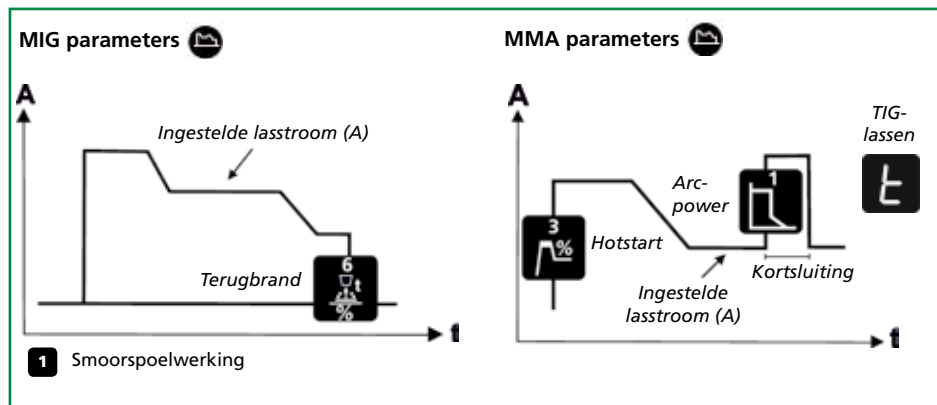 MIG parameters
A
Ingestelde lasstroom (A)
Terugbrand
6
t
%
t
1 Smoorspoelwerking
MMA parameters
A
TIG-
lassen
t
1
Arc-
power
3
%
Hotstart
Kortsluiting
Ingestelde
lasstroom (A)
t